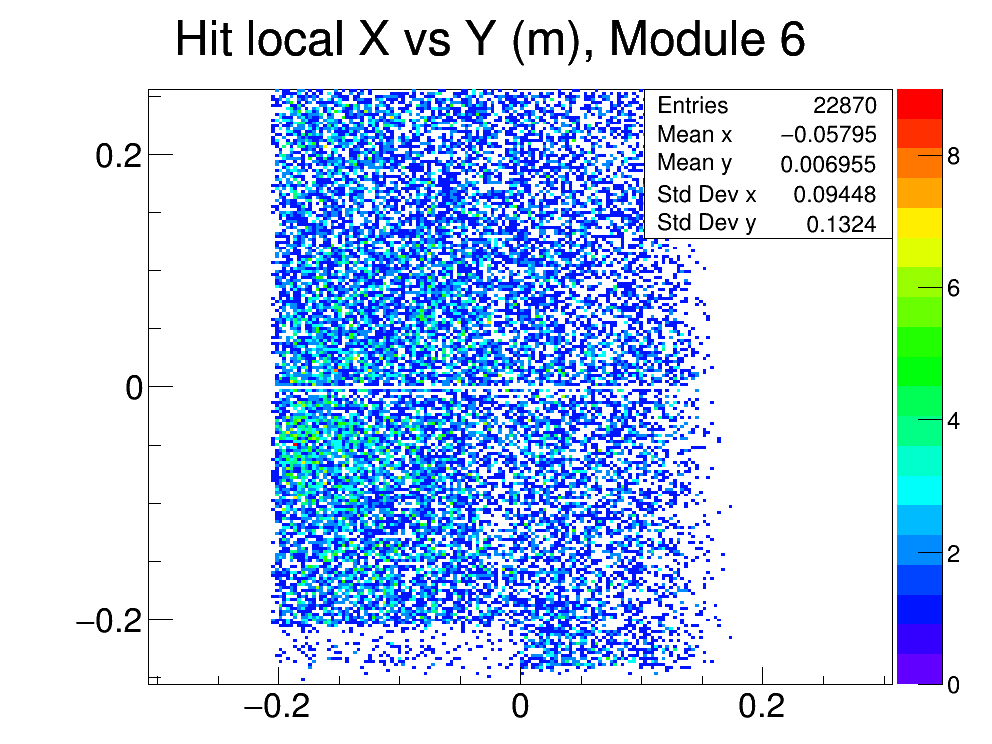 Hit local X vs Y (m), Module 6
Entries 22870
Mean x −0.05795
Mean y 0.006955
Std Dev x 0.09448
Std Dev y 0.1324
0.2
0
−0.2
−0.2 0 0.2
8
6
4
2
0